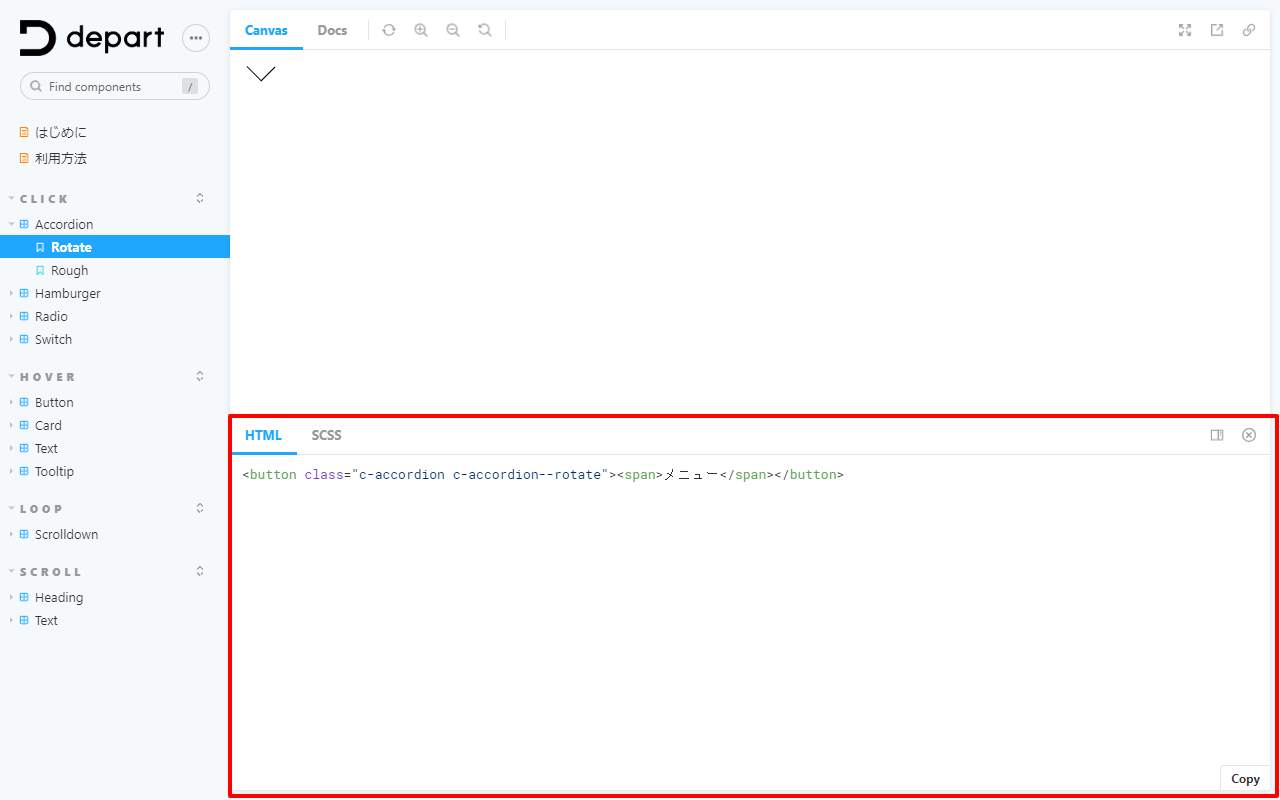 depart
Find components /
はじめに
利用方法
CLICK
Accordion
Rotate
Rough
Hamburger
Radio
Switch
HOVER
Button
Card
Text
Tooltip
LOOP
Scrolldown
SCROLL
Heading
Text
Canvas Docs
HTML SCSS
<button class="c-accordion c-accordion--rotate"><span>メニュー</span></button>
Copy